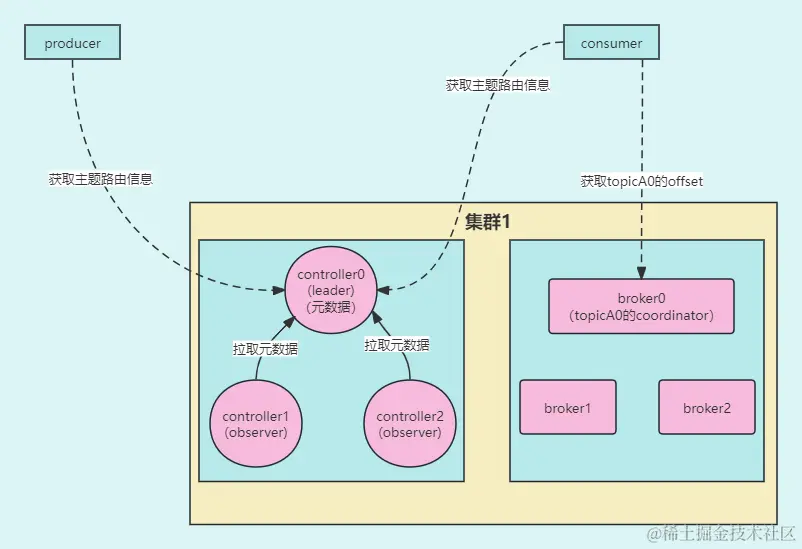 producer
consumer
获取主题路由信息
获取主题路由信息
获取topicA0的offset
集群1
controller0
(leader)
（元数据）
broker0
（topicA0的coordinator）
拉取元数据
拉取元数据
controller1
(observer)
controller2
(observer)
broker1
broker2
@稀土掘金技术社区